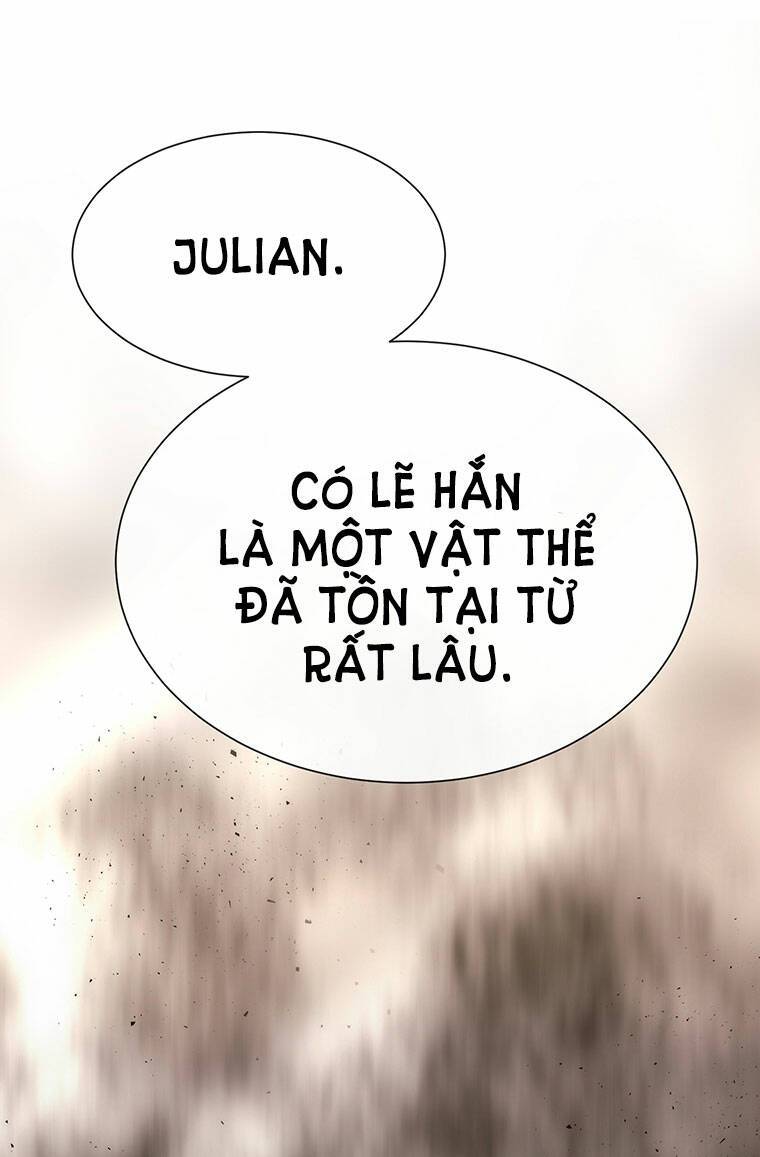 JULIAN.
CÓ LẼ HẮN
LÀ MỘT VẬT THỂ
ĐÃ TỒN TẠI TỪ
RẤT LÂU.